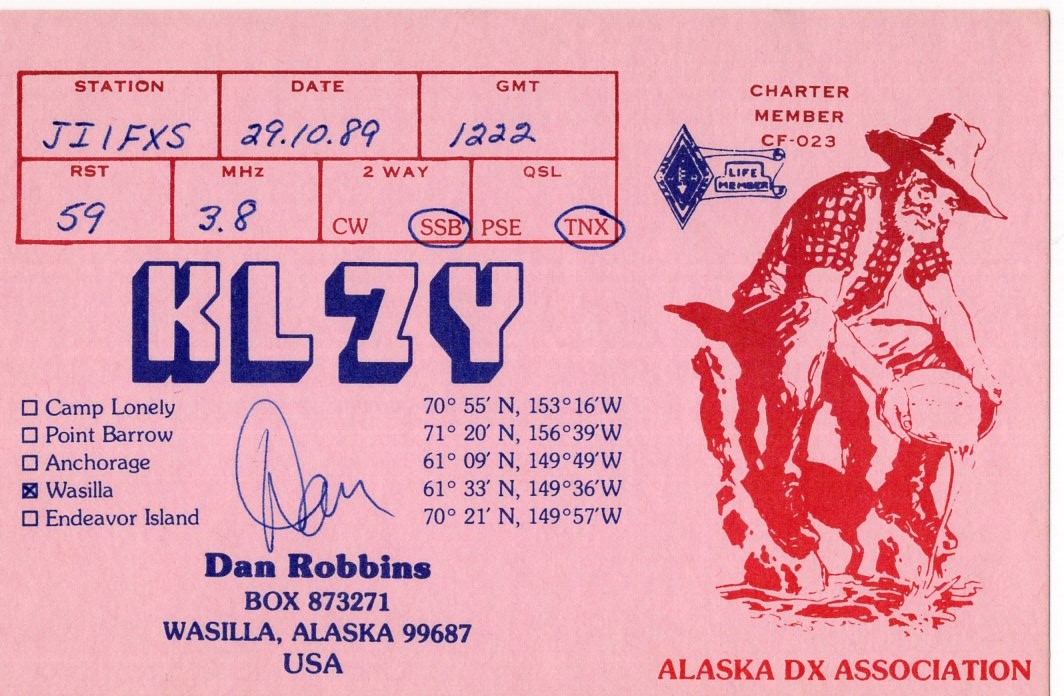 STATION DATE GMT
JI1FXS 29.10.89 1222
RST MHz 2 WAY QSL
59 3.8 CW SSB PSE TNX
CHARTER
MEMBER
CF-023
LIFE
MEMBER
KL7Y
☐ Camp Lonely 70° 55′ N, 153°16′W
☐ Point Barrow 71° 20′ N, 156°39′W
☐ Anchorage 61° 09′ N, 149°49′W
☒ Wasilla 61° 33′ N, 149°36′W
☐ Endeavor Island 70° 21′ N, 149°57′W
Dan
Dan Robbins
BOX 873271
WASILLA, ALASKA 99687
USA
ALASKA DX ASSOCIATION